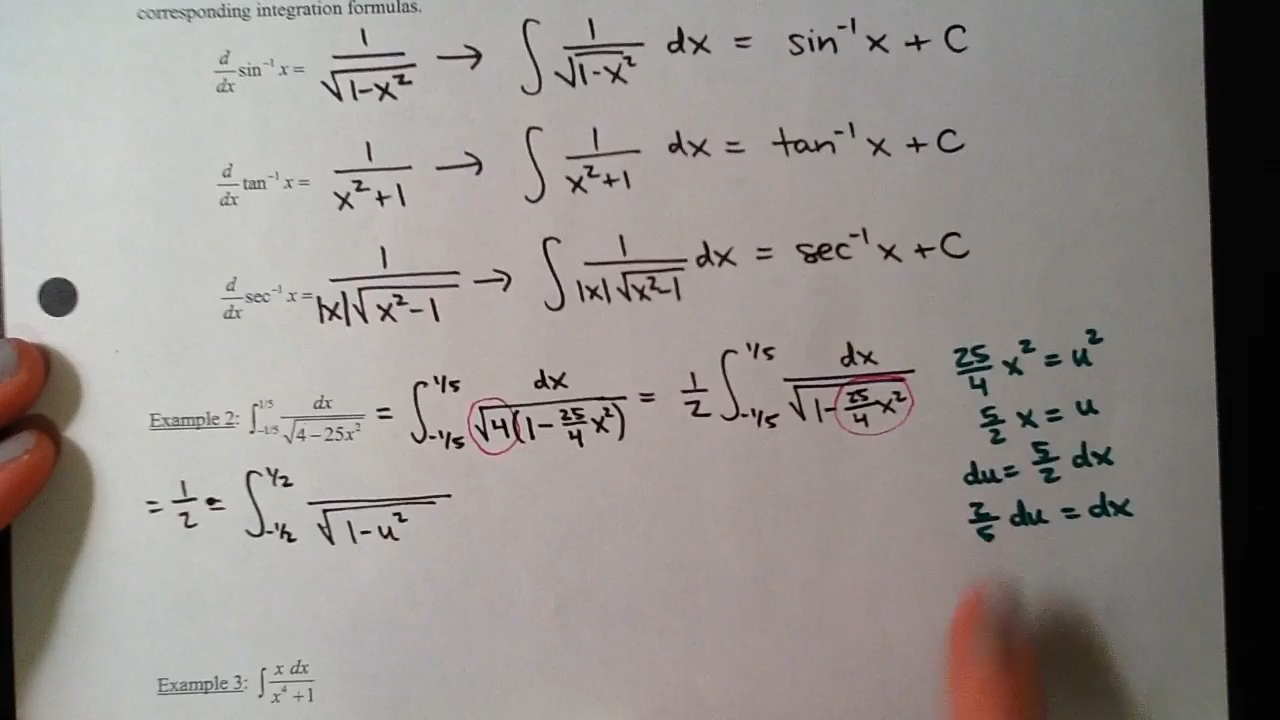 corresponding integration formulas.
d/dx sin⁻¹ x = 1/√(1-x²) → ∫ 1/√(1-x²) dx = sin⁻¹ x + C
d/dx tan⁻¹ x = 1/(x²+1) → ∫ 1/(x²+1) dx = tan⁻¹ x + C
d/dx sec⁻¹ x = 1/(|x|√(x²-1)) → ∫ 1/(|x|√(x²-1)) dx = sec⁻¹ x + C
Example 2: ∫_{-1/5}^{1/5} dx/√(4-25x²) = ∫_{-1/5}^{1/5} dx/√(4(1-25/4 x²)) = 1/2 ∫_{-1/5}^{1/5} dx/√(1-25/4 x²)
= 1/2 ∫_{-1/2}^{1/2} /√(1-u²)
25/4 x² = u²
5/2 x = u
du = 5/2 dx
2/5 du = dx
Example 3: ∫ x dx/(x⁴+1)